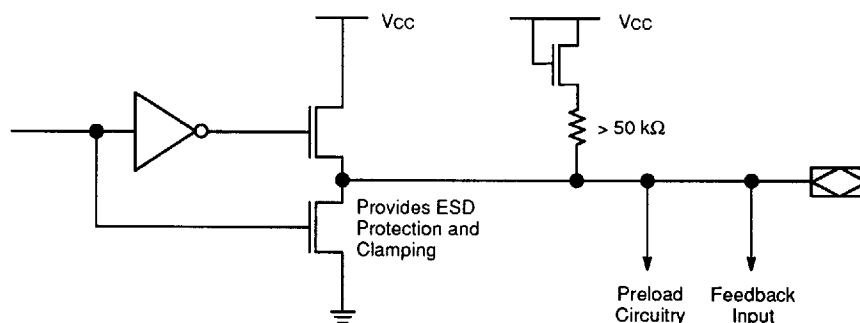 Vcc
Vcc
> 50 kΩ
Provides ESD
Protection and
Clamping
Preload
Circuitry
Feedback
Input